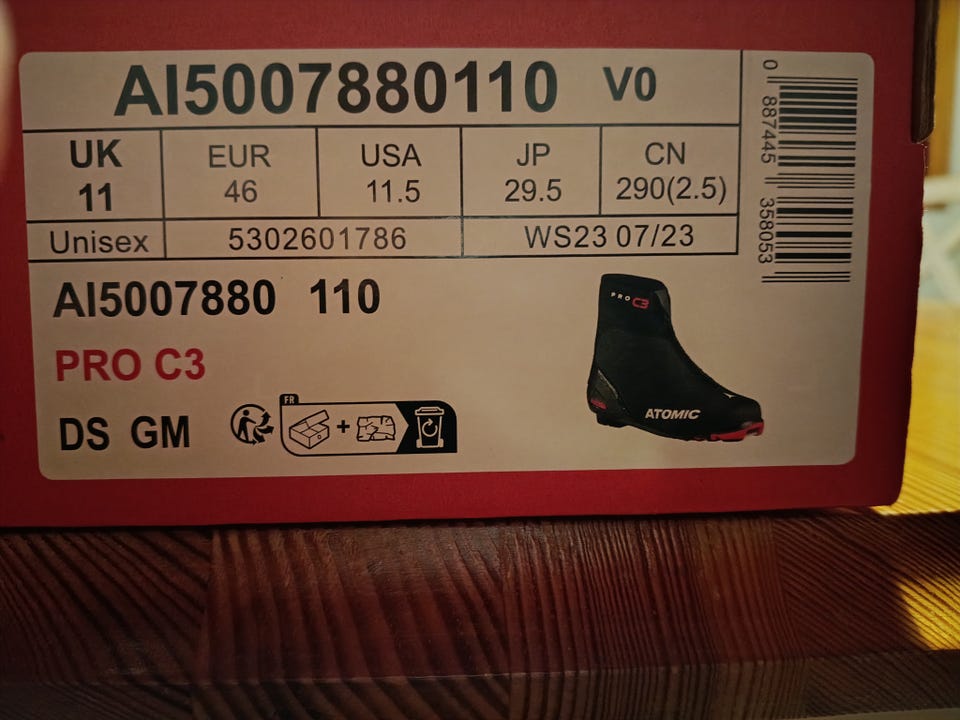 AI5007880110 V0
UK EUR USA JP CN
11 46 11.5 29.5 290(2.5)
Unisex 5302601786 WS23 07/23
AI5007880 110
PRO C3
DS GM
FR
+
PRO C3
ATOMIC
0 887445 358053